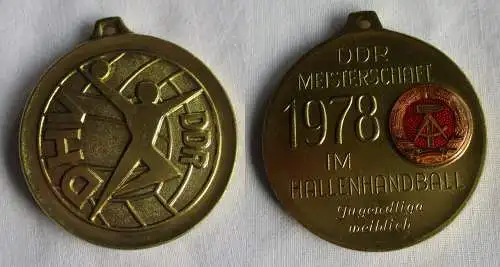 DHV
DDR
DDR
MEISTERSCHAFT
1978
IM
HALLENHANDBALL
Jugendliga
weiblich